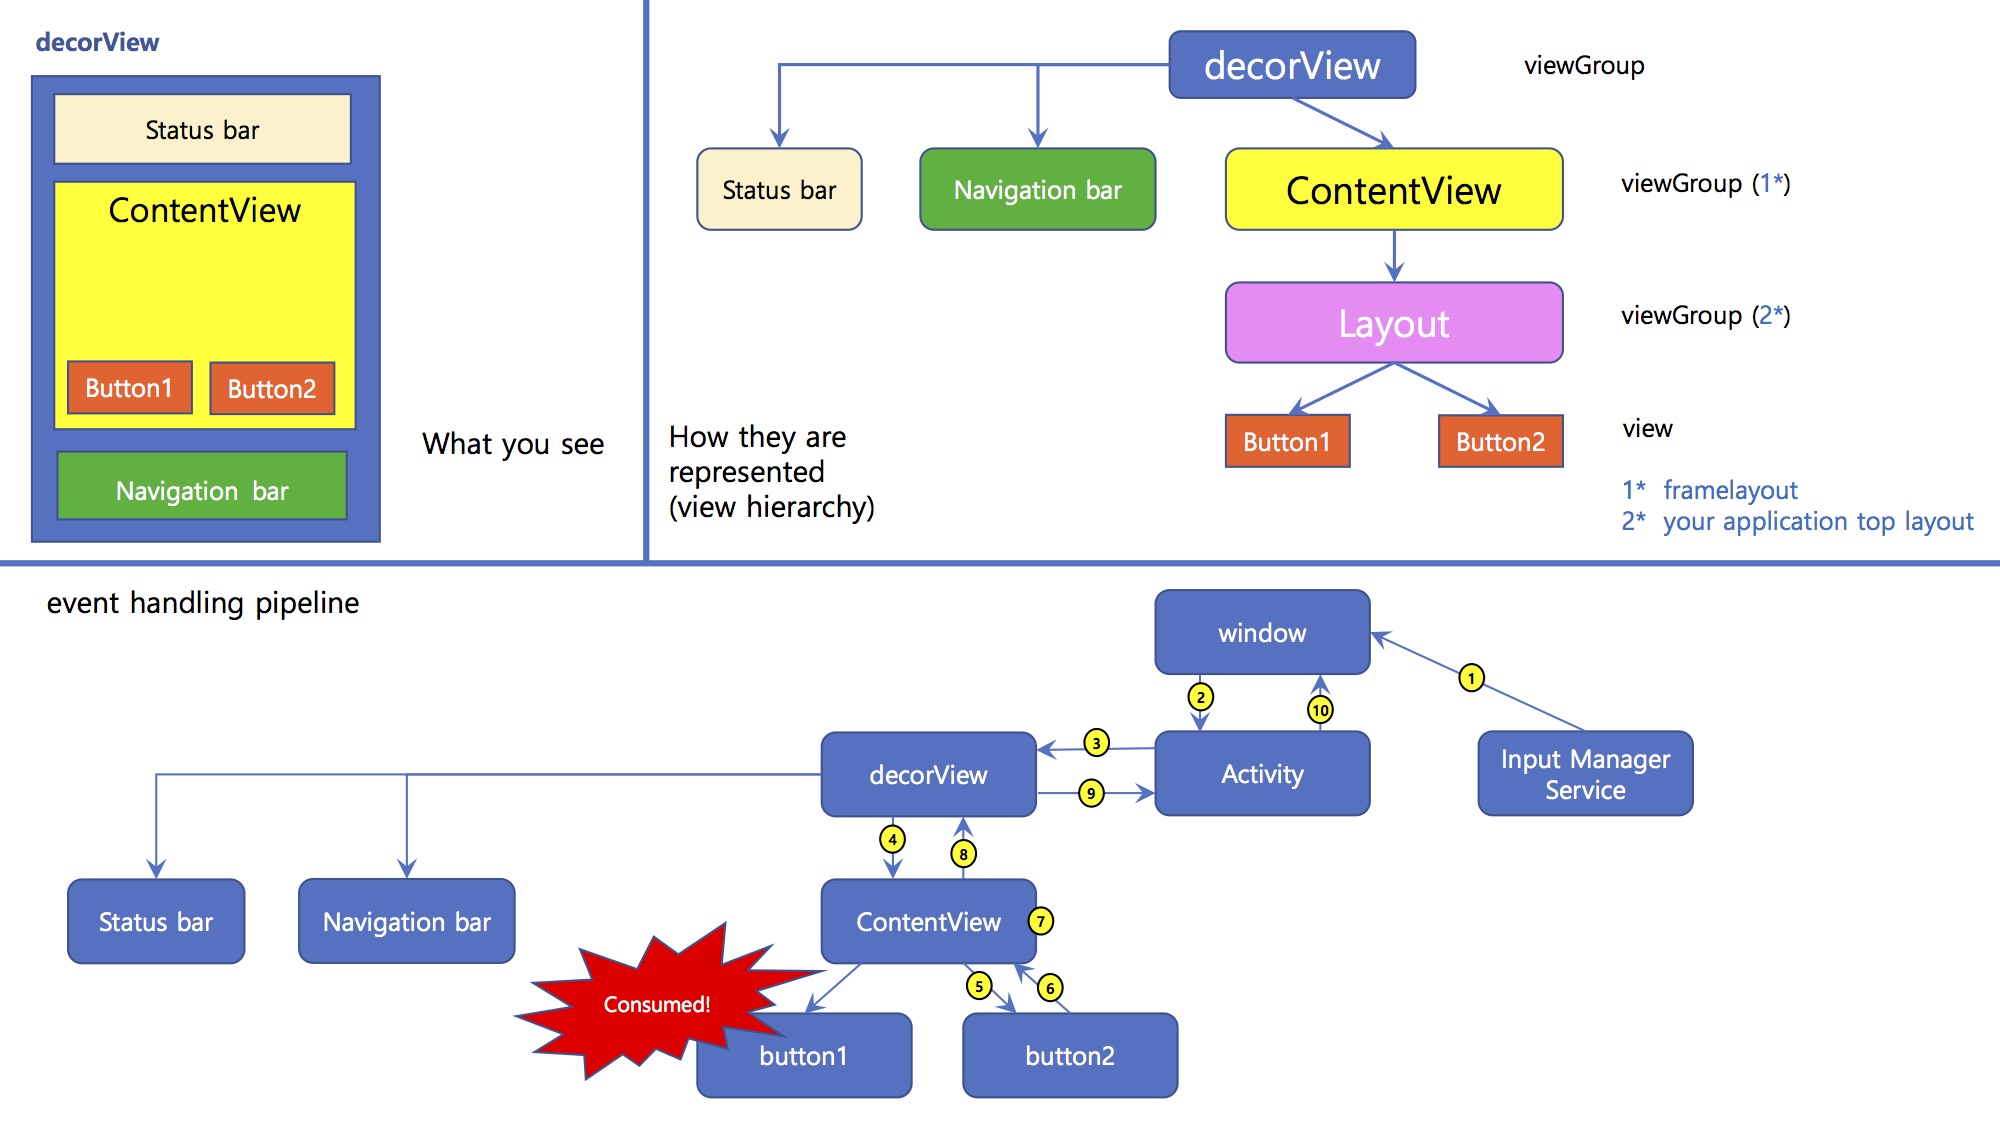 decorView
Status bar
ContentView
Button1
Button2
Navigation bar
What you see
decorView
viewGroup
Status bar
Navigation bar
ContentView
viewGroup (1*)
Layout
viewGroup (2*)
Button1
Button2
view
How they are
represented
(view hierarchy)
1* framelayout
2* your application top layout
event handling pipeline
window
1
2
10
decorView
3
9
Activity
Input Manager
Service
4
8
Status bar
Navigation bar
ContentView
7
5
6
Consumed!
button1
button2